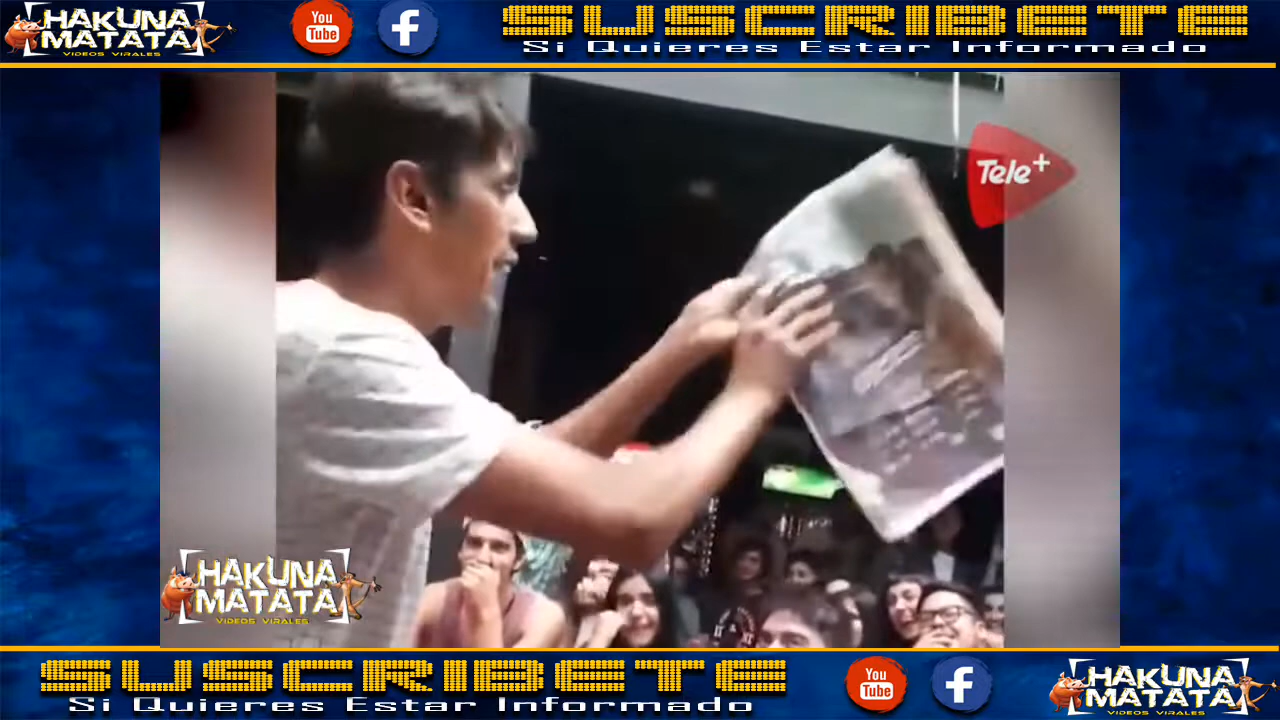 HAKUNA
MATATA
VIDEOS VIRALES
You
Tube
f
SUSCRIBETE
Si Quieres Estar Informado
Tele+
HAKUNA
MATATA
VIDEOS VIRALES
SUSCRIBETE
Si Quieres Estar Informado
You
Tube
f
HAKUNA
MATATA
VIDEOS VIRALES